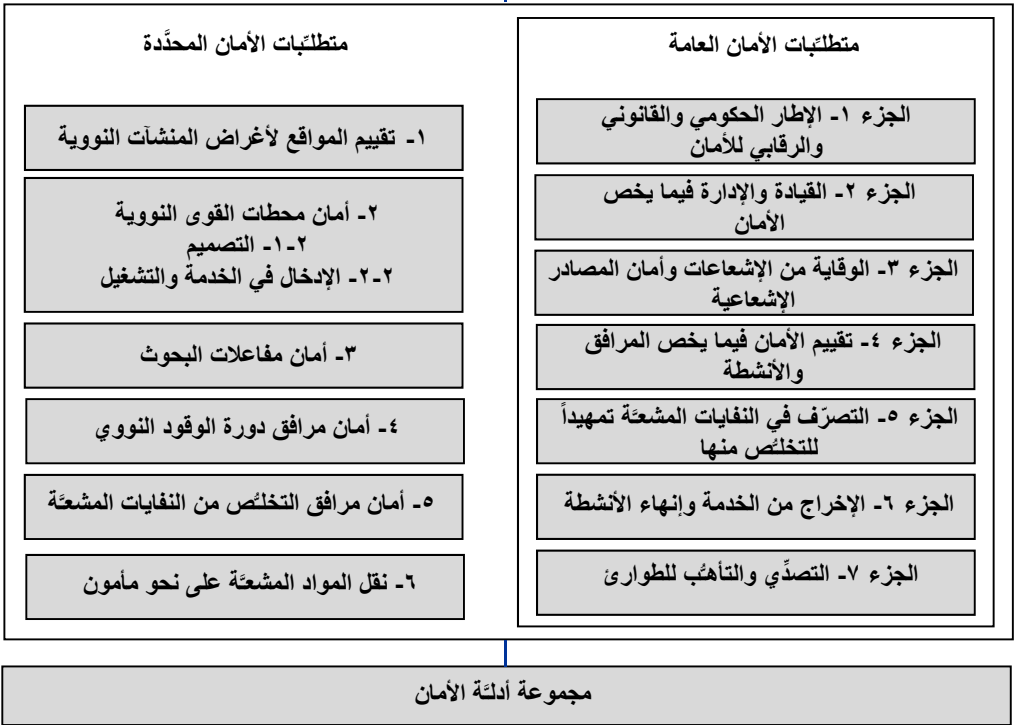 متطلبات الأمان العامة
الجزء ١- الإطار الحكومي والقانوني
والرقابي للأمان
الجزء ٢- القيادة والإدارة فيما يخص
الأمان
الجزء ٣- الوقاية من الإشعاعات وأمان المصادر
الإشعاعية
الجزء ٤- تقييم الأمان فيما يخص المرافق
والأنشطة
الجزء ٥- التصرّف في النفايات المشعَّة تمهيداً
للتخلُّص منها
الجزء ٦- الإخراج من الخدمة وإنهاء الأنشطة
الجزء ٧- التصدِّي والتأهُّب للطوارئ
متطلَّبات الأمان المحدَّدة
١- تقييم المواقع لأغراض المنشآت النووية
٢- أمان محطات القوى النووية
٢-١- التصميم
٢-٢- الإدخال في الخدمة والتشغيل
٣- أمان مفاعلات البحوث
٤- أمان مرافق دورة الوقود النووي
٥- أمان مرافق التخلُّص من النفايات المشعَّة
٦- نقل المواد المشعَّة على نحو مأمون
مجموعة أدلَّة الأمان